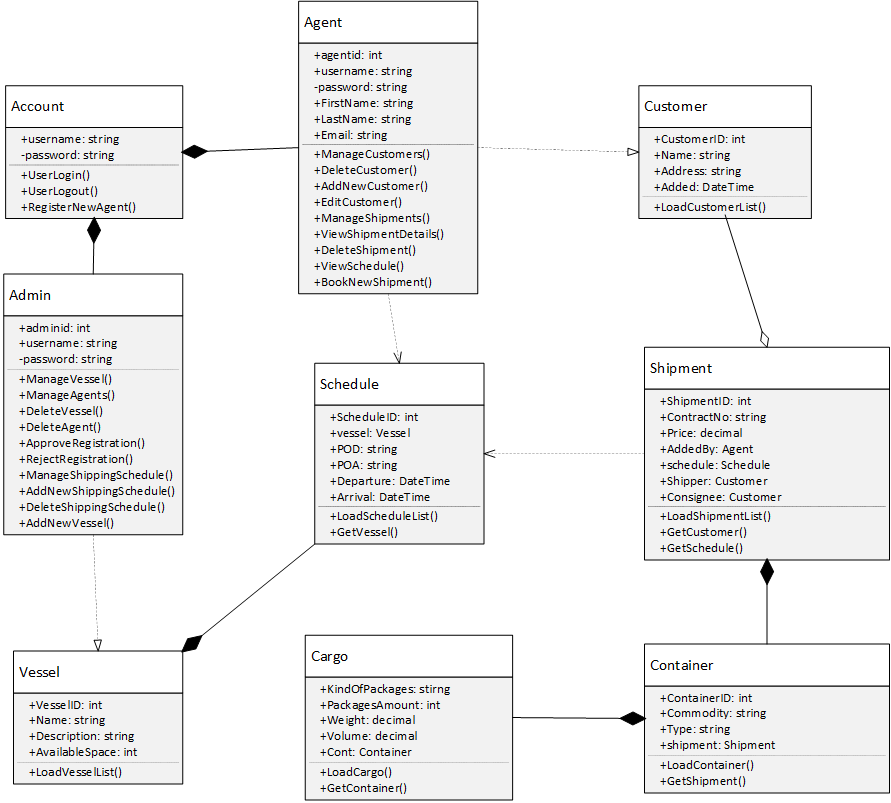 Agent
+agentid: int
+username: string
-password: string
+FirstName: string
+LastName: string
+Email: string
+ManageCustomers()
+DeleteCustomer()
+AddNewCustomer()
+EditCustomer()
+ManageShipments()
+ViewShipmentDetails()
+DeleteShipment()
+ViewSchedule()
+BookNewShipment()
Account
+username: string
-password: string
+UserLogin()
+UserLogout()
+RegisterNewAgent()
Customer
+CustomerID: int
+Name: string
+Address: string
+Added: DateTime
+LoadCustomerList()
Admin
+adminid: int
+username: string
-password: string
+ManageVessel()
+ManageAgents()
+DeleteVessel()
+DeleteAgent()
+ApproveRegistration()
+RejectRegistration()
+ManageShippingSchedule()
+AddNewShippingSchedule()
+DeleteShippingSchedule()
+AddNewVessel()
Schedule
+ScheduleID: int
+vessel: Vessel
+POD: string
+POA: string
+Departure: DateTime
+Arrival: DateTime
+LoadScheduleList()
+GetVessel()
Shipment
+ShipmentID: int
+ContractNo: string
+Price: decimal
+AddedBy: Agent
+schedule: Schedule
+Shipper: Customer
+Consignee: Customer
+LoadShipmentList()
+GetCustomer()
+GetSchedule()
Vessel
+VesselID: int
+Name: string
+Description: string
+AvailableSpace: int
+LoadVesselList()
Cargo
+KindOfPackages: stirng
+PackagesAmount: int
+Weight: decimal
+Volume: decimal
+Cont: Container
+LoadCargo()
+GetContainer()
Container
+ContainerID: int
+Commodity: string
+Type: string
+shipment: Shipment
+LoadContainer()
+GetShipment()